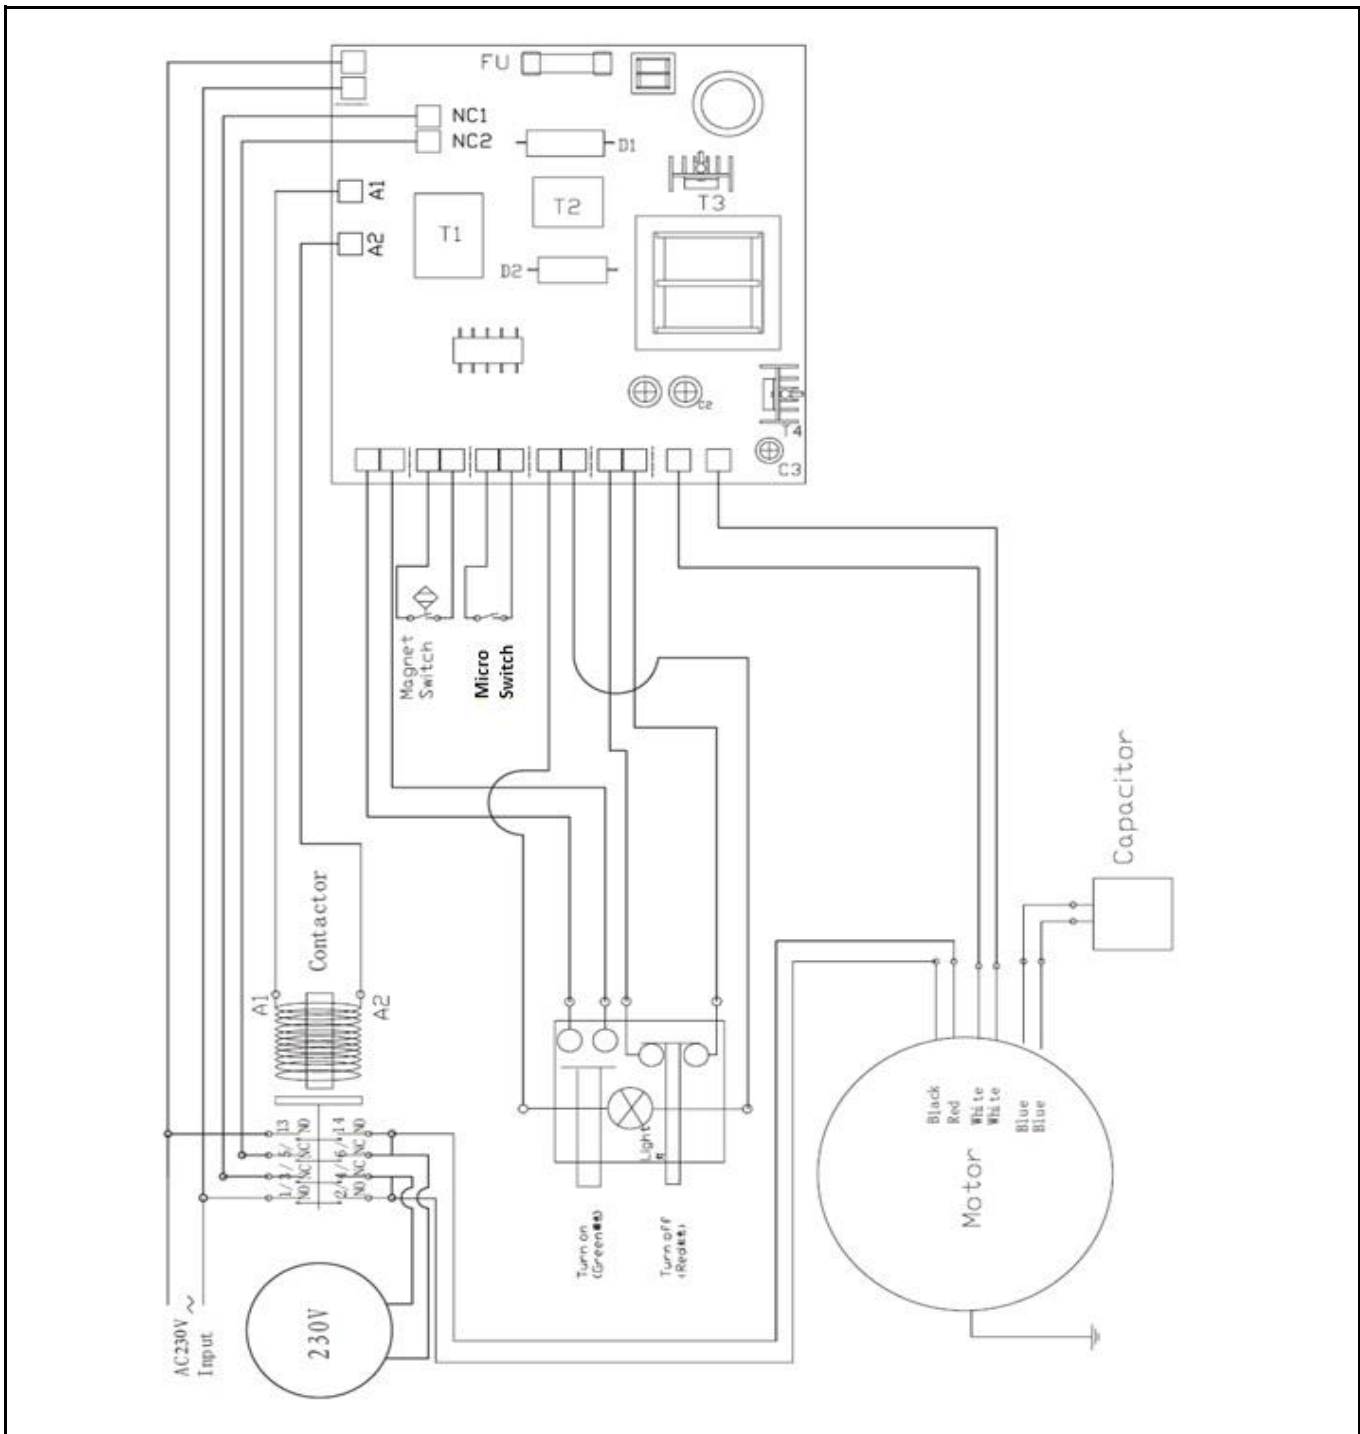 FU
NC1
NC2
D1
A1
A2
T1
T2
T3
D2
C2
T4
C3
Magnet
Switch
Micro
Switch
Capacitor
Contactor
A1
A2
13
NO
14
NO
5/
NC
6/
NC
3/
NC
4/
NC
1/
NO
2/
NO
Light
Black
Red
White
White
Blue
Blue
Motor
Turn on
(Green
Turn off
(Red
AC230V ~
Input
230V